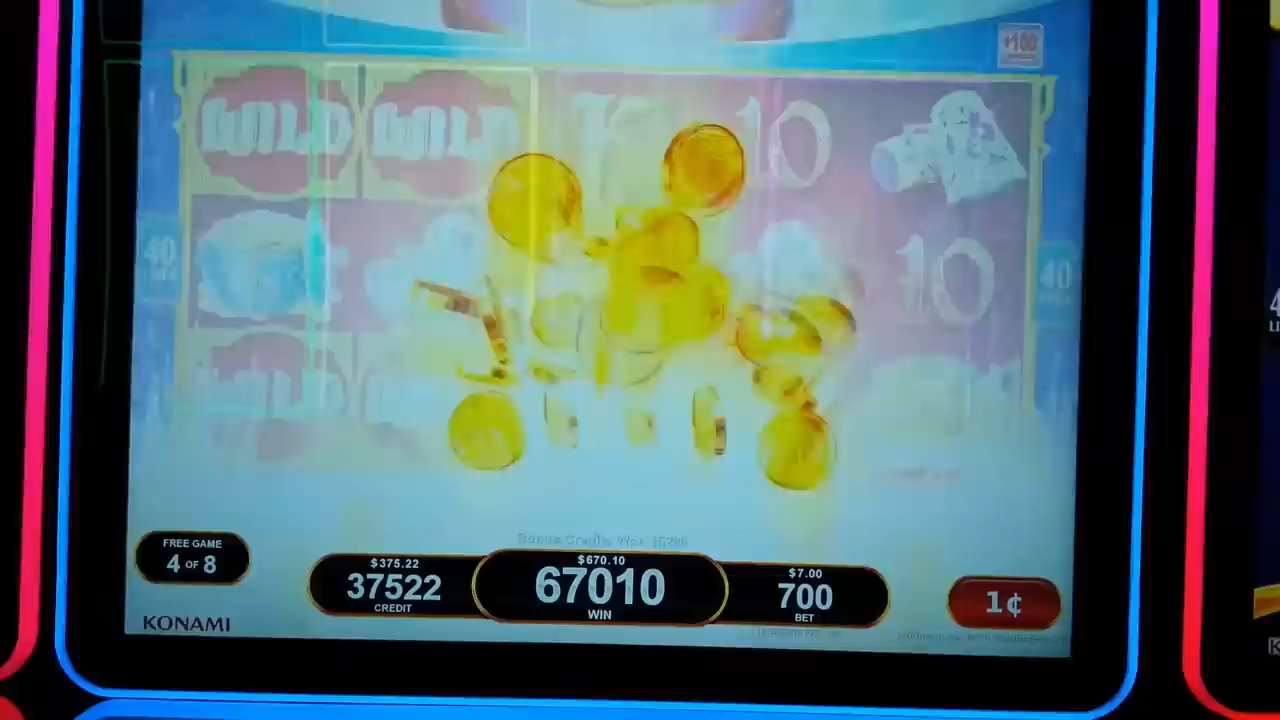 +100
WILD WILD K 10
40 10 40
WILD
FREE GAME
4 OF 8
$375.22
37522
CREDIT
$670.10
67010
WIN
$7.00
700
BET
1¢
KONAMI